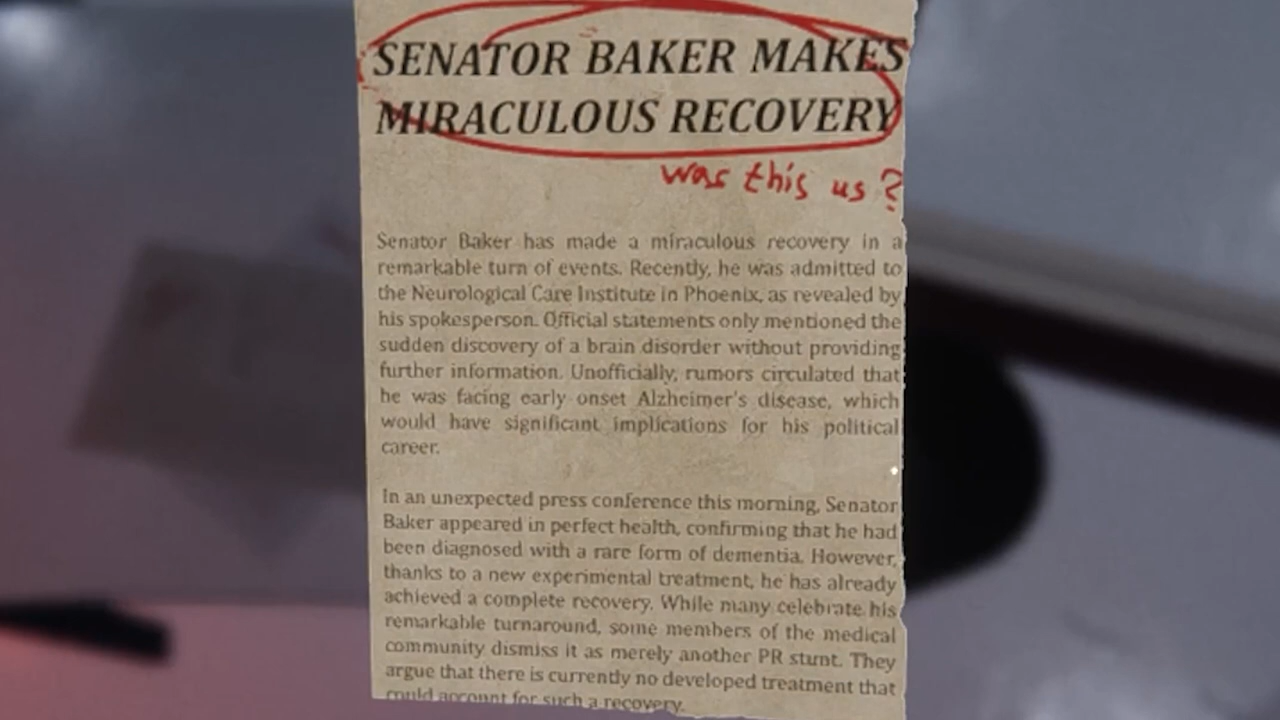 SENATOR BAKER MAKES
MIRACULOUS RECOVERY
was this us?
Senator Baker has made a miraculous recovery in a
remarkable turn of events. Recently, he was admitted to
the Neurological Care Institute in Phoenix, as revealed by
his spokesperson. Official statements only mentioned the
sudden discovery of a brain disorder without providing
further information. Unofficially, rumors circulated that
he was facing early onset Alzheimer's disease, which
would have significant implications for his political
career.
In an unexpected press conference this morning, Senator
Baker appeared in perfect health, confirming that he had
been diagnosed with a rare form of dementia. However,
thanks to a new experimental treatment, he has already
achieved a complete recovery. While many celebrate his
remarkable turnaround, some members of the medical
community dismiss it as merely another PR stunt. They
argue that there is currently no developed treatment that
could account for such a recovery.